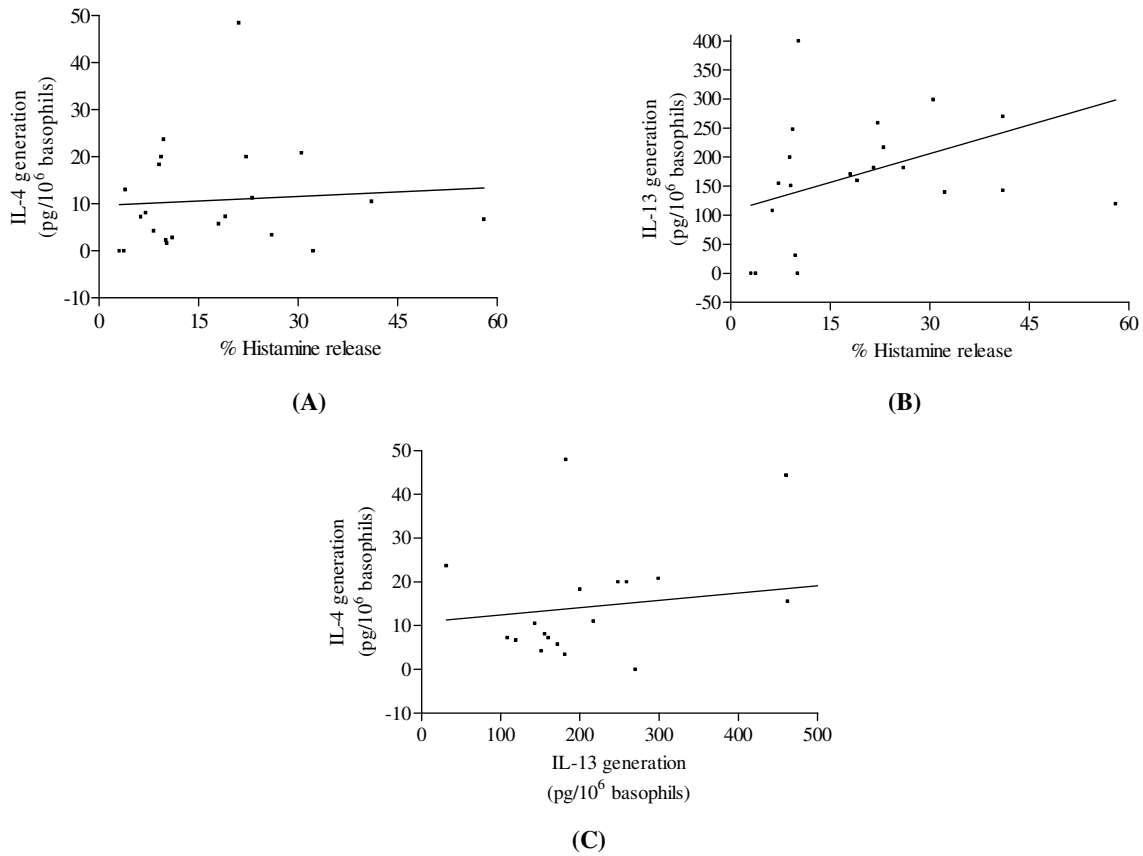 50
40
30
20
10
0
-10
IL-4 generation
(pg/10⁶ basophils)
0 15 30 45 60
% Histamine release
(A)
400
350
300
250
200
150
100
50
0
-50
IL-13 generation
(pg/10⁶ basophils)
0 15 30 45 60
% Histamine release
(B)
50
40
30
20
10
0
-10
IL-4 generation
(pg/10⁶ basophils)
0 100 200 300 400 500
IL-13 generation
(pg/10⁶ basophils)
(C)